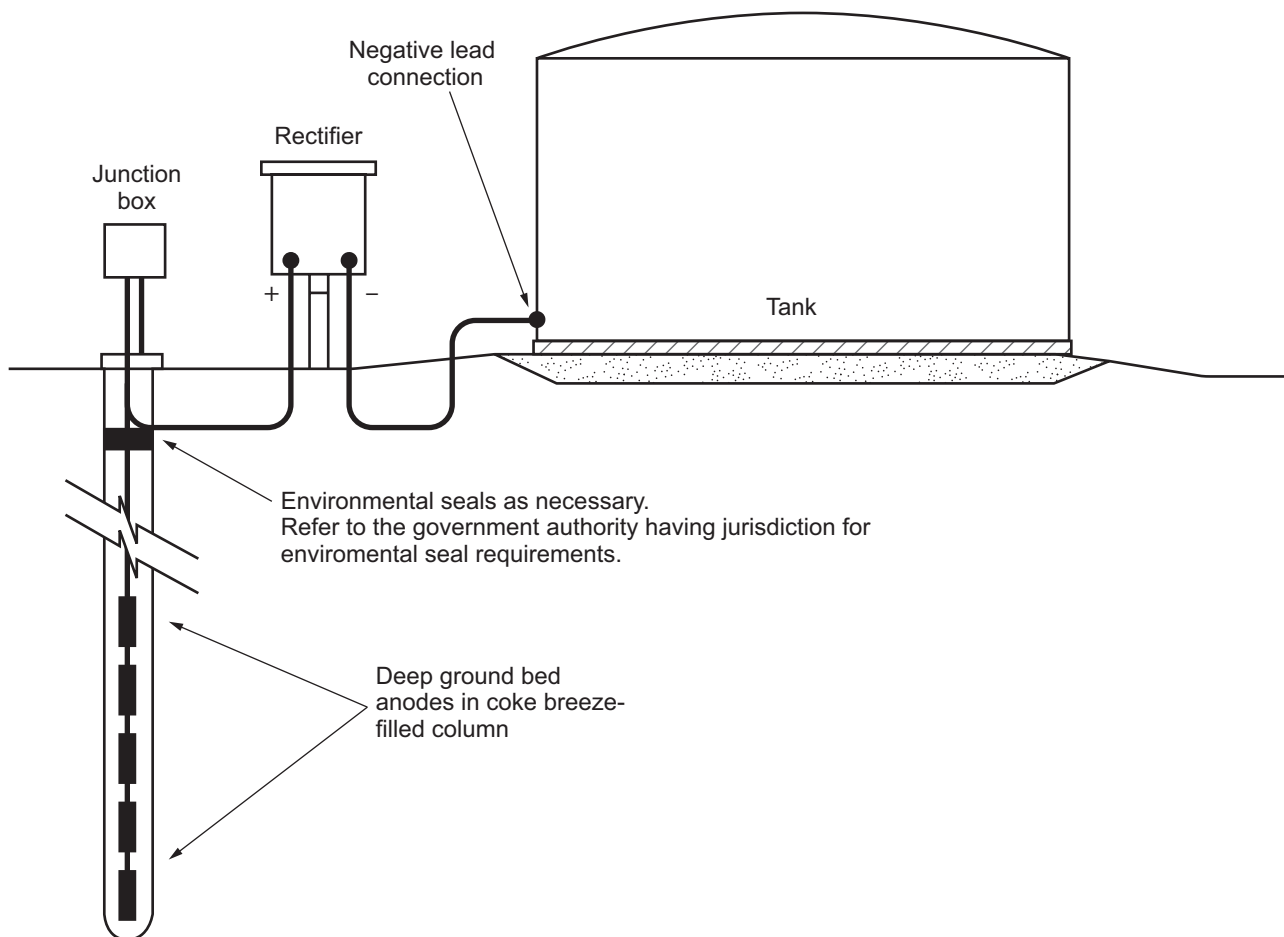 Negative lead
connection
Rectifier
Junction
box
+
−
Tank
Environmental seals as necessary.
Refer to the government authority having jurisdiction for
enviromental seal requirements.
Deep ground bed
anodes in coke breeze-
filled column